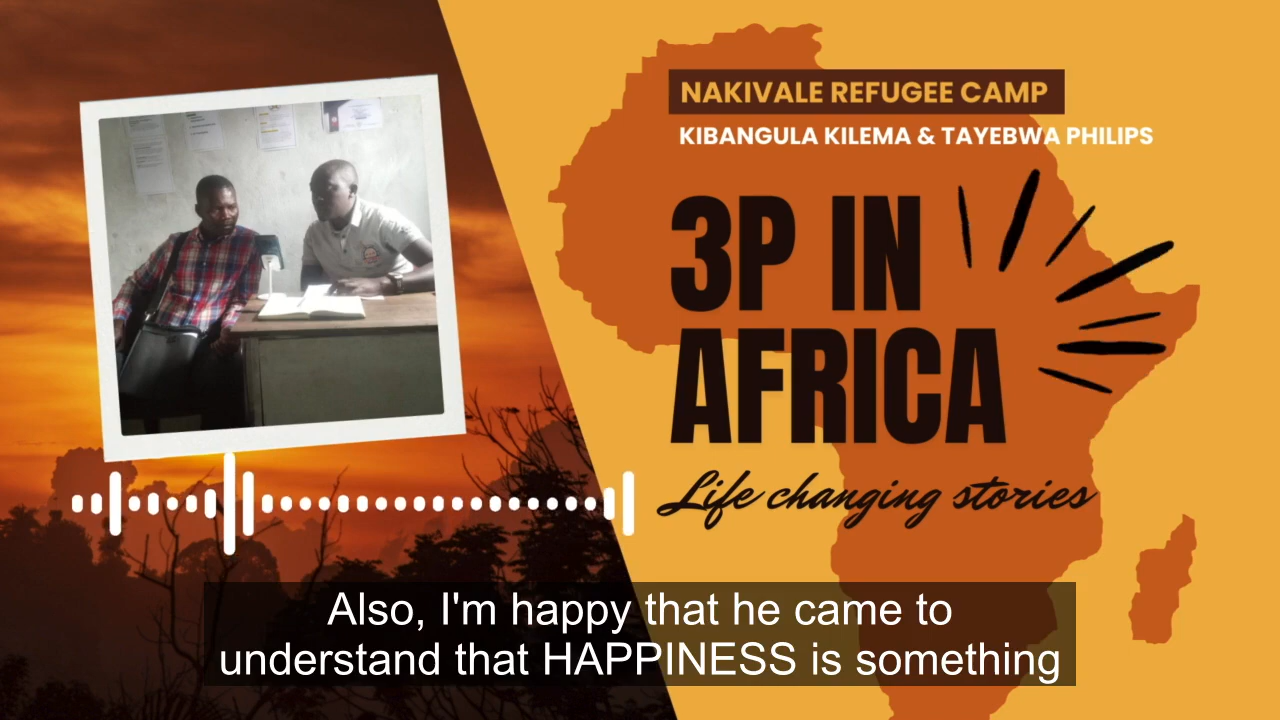 NAKIVALE REFUGEE CAMP
KIBANGULA KILEMA & TAYEBWA PHILIPS
3P IN
AFRICA
Life changing stories
Also, I'm happy that he came to
understand that HAPPINESS is something